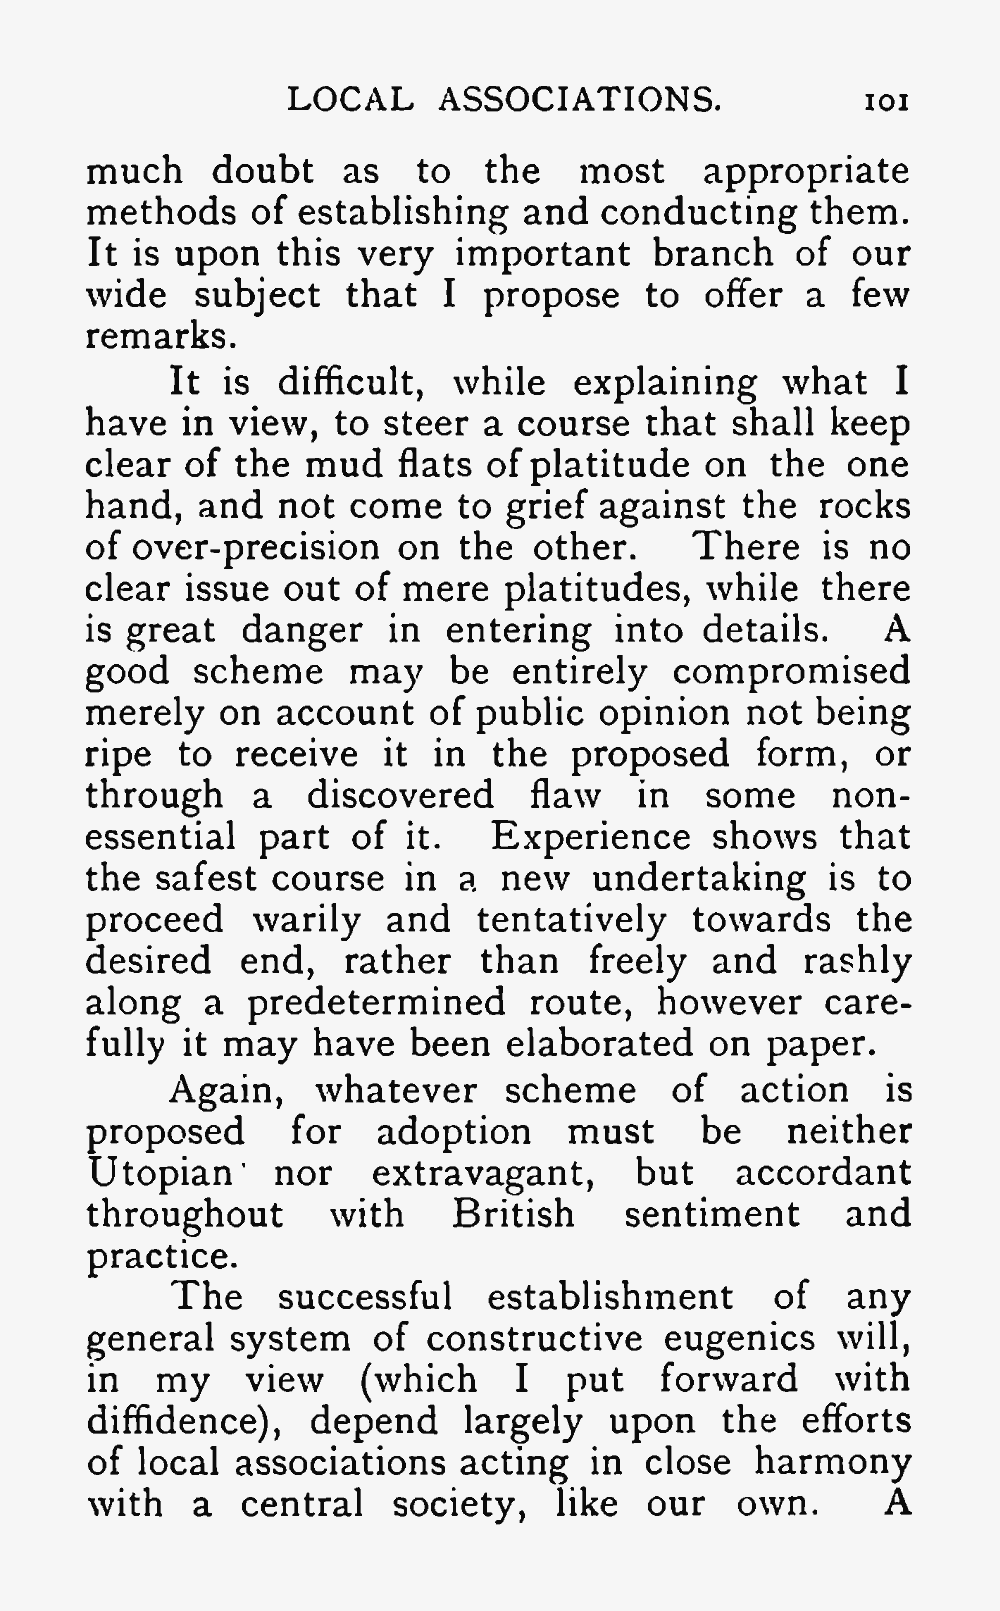 LOCAL ASSOCIATIONS. 101
much doubt as to the most appropriate
methods of establishing and conducting them.
It is upon this very important branch of our
wide subject that I propose to offer a few
remarks.
It is difficult, while explaining what I
have in view, to steer a course that shall keep
clear of the mud flats of platitude on the one
hand, and not come to grief against the rocks
of over-precision on the other. There is no
clear issue out of mere platitudes, while there
is great danger in entering into details. A
good scheme may be entirely compromised
merely on account of public opinion not being
ripe to receive it in the proposed form, or
through a discovered flaw in some non-
essential part of it. Experience shows that
the safest course in a new undertaking is to
proceed warily and tentatively towards the
desired end, rather than freely and rashly
along a predetermined route, however care-
fully it may have been elaborated on paper.
Again, whatever scheme of action is
proposed for adoption must be neither
Utopian nor extravagant, but accordant
throughout with British sentiment and
practice.
The successful establishment of any
general system of constructive eugenics will,
in my view (which I put forward with
diffidence), depend largely upon the efforts
of local associations acting in close harmony
with a central society, like our own. A